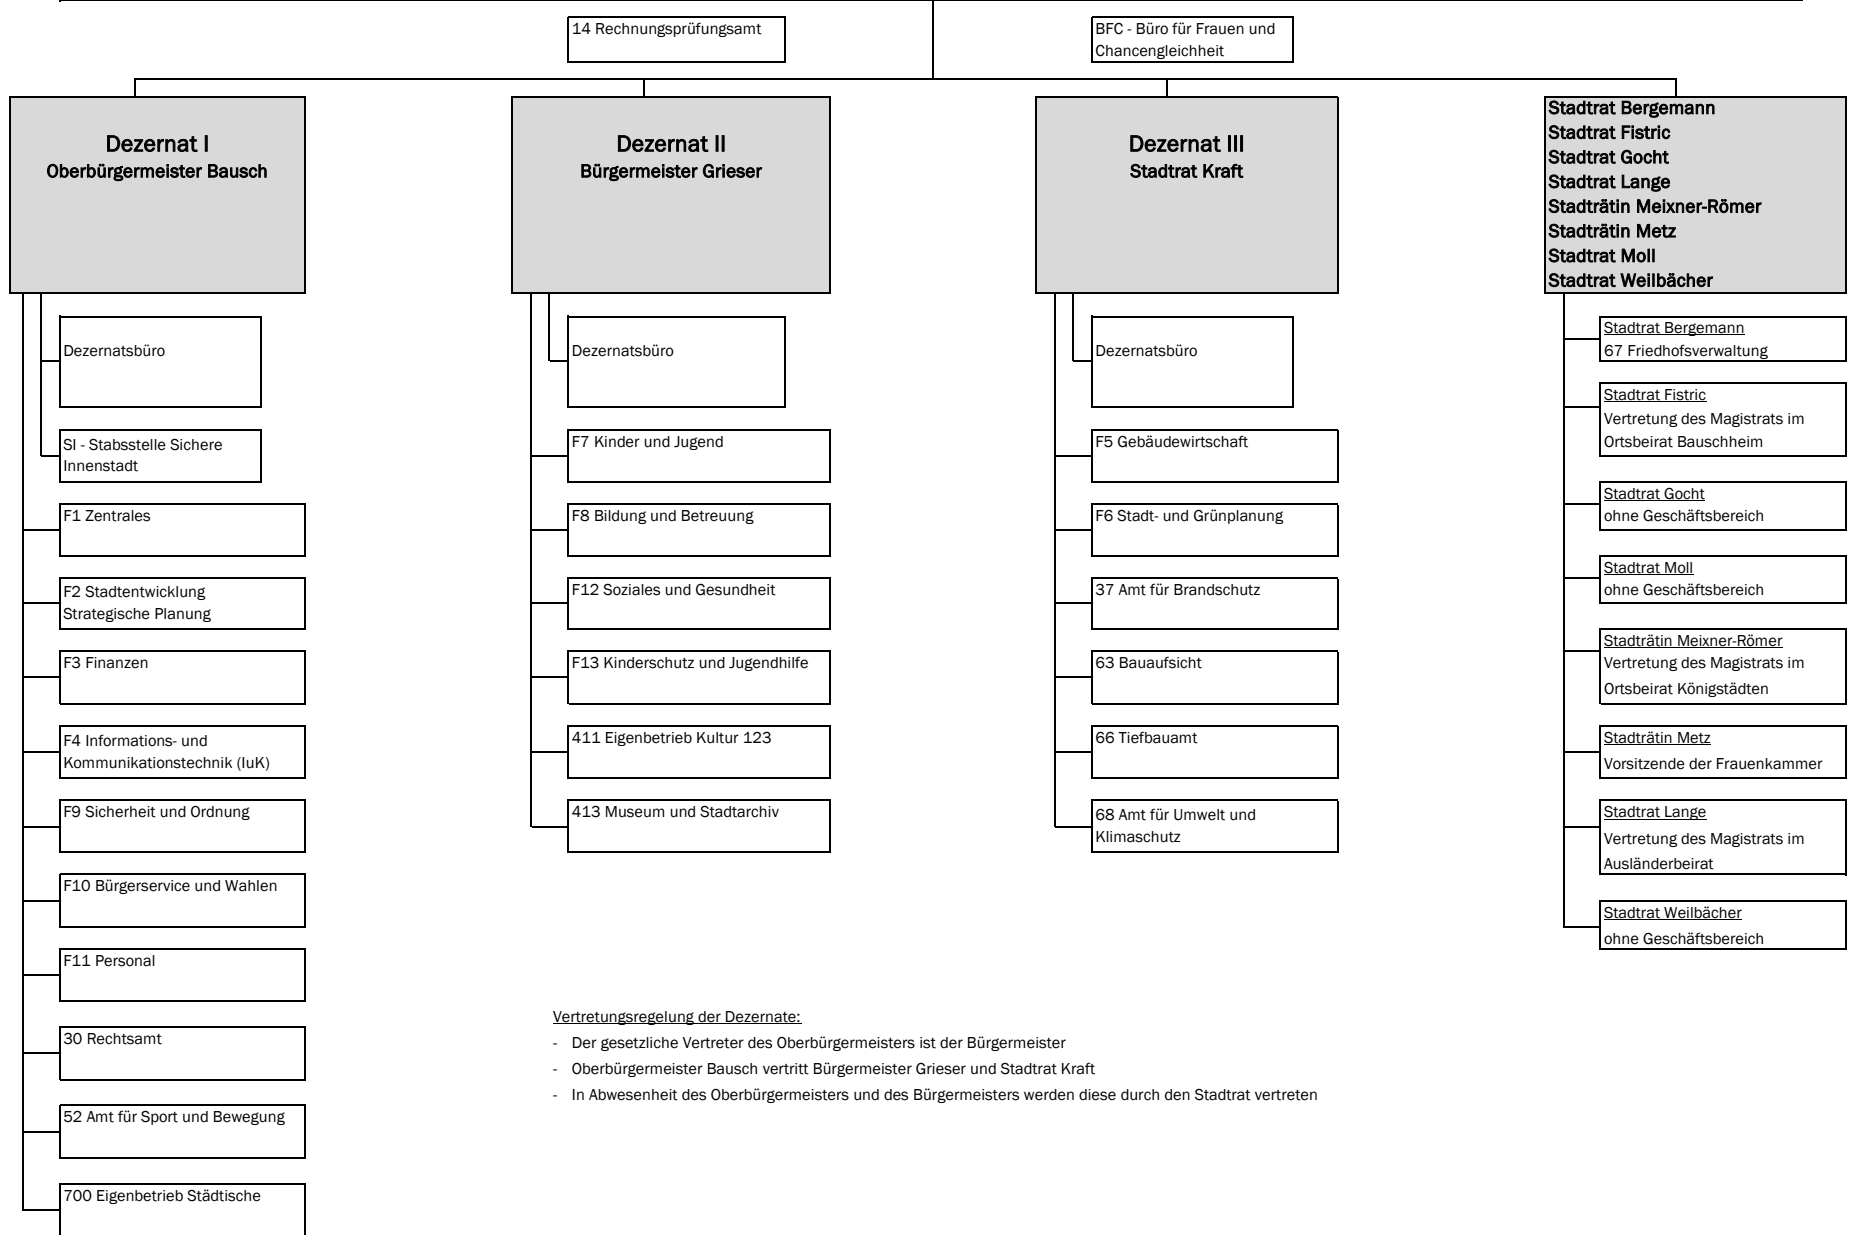 14 Rechnungsprüfungsamt
BFC - Büro für Frauen und
Chancengleichheit
Dezernat I
Oberbürgermeister Bausch
Dezernatsbüro
SI - Stabsstelle Sichere
Innenstadt
F1 Zentrales
F2 Stadtentwicklung
Strategische Planung
F3 Finanzen
F4 Informations- und
Kommunikationstechnik (IuK)
F9 Sicherheit und Ordnung
F10 Bürgerservice und Wahlen
F11 Personal
30 Rechtsamt
52 Amt für Sport und Bewegung
700 Eigenbetrieb Städtische
Dezernat II
Bürgermeister Grieser
Dezernatsbüro
F7 Kinder und Jugend
F8 Bildung und Betreuung
F12 Soziales und Gesundheit
F13 Kinderschutz und Jugendhilfe
411 Eigenbetrieb Kultur 123
413 Museum und Stadtarchiv
Dezernat III
Stadtrat Kraft
Dezernatsbüro
F5 Gebäudewirtschaft
F6 Stadt- und Grünplanung
37 Amt für Brandschutz
63 Bauaufsicht
66 Tiefbauamt
68 Amt für Umwelt und
Klimaschutz
Stadtrat Bergemann
Stadtrat Fistric
Stadtrat Gocht
Stadtrat Lange
Stadträtin Meixner-Römer
Stadträtin Metz
Stadtrat Moll
Stadtrat Weilbächer
Stadtrat Bergemann
67 Friedhofsverwaltung
Stadtrat Fistric
Vertretung des Magistrats im
Ortsbeirat Bauschheim
Stadtrat Gocht
ohne Geschäftsbereich
Stadtrat Moll
ohne Geschäftsbereich
Stadträtin Meixner-Römer
Vertretung des Magistrats im
Ortsbeirat Königstädten
Stadträtin Metz
Vorsitzende der Frauenkammer
Stadtrat Lange
Vertretung des Magistrats im
Ausländerbeirat
Stadtrat Weilbächer
ohne Geschäftsbereich
Vertretungsregelung der Dezernate:
- Der gesetzliche Vertreter des Oberbürgermeisters ist der Bürgermeister
- Oberbürgermeister Bausch vertritt Bürgermeister Grieser und Stadtrat Kraft
- In Abwesenheit des Oberbürgermeisters und des Bürgermeisters werden diese durch den Stadtrat vertreten